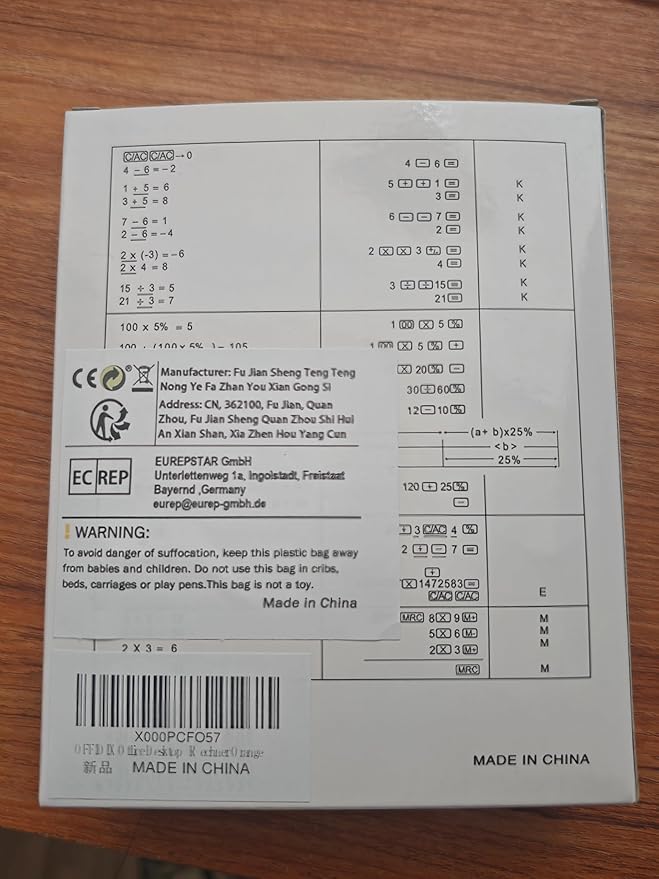 C/AC C/AC → 0
4 − 6 = −2
4 − 6 =
1 + 5 = 6
3 + 5 = 8
5 + + 1 = K
3 = K
7 − 6 = 1
2 − 6 = −4
6 − − 7 = K
2 = K
2 x (-3) = −6
2 x 4 = 8
2 X X 3 +/- = K
4 = K
15 ÷ 3 = 5
21 ÷ 3 = 7
3 ÷ ÷ 15 = K
21 = K
100 x 5% = 5
1 00 X 5 %
1 00 X 5 % +
X 20 % −
30 ÷ 60 %
12 − 10 %
(a+ b)x25%
<b>
25%
120 + 25 %
−
+ 3 C/AC 4 %
2 + − 7 =
÷
X 1472583 =
C/AC C/AC E
MRC 8 X 9 M+ M
5 X 6 M- M
2 X 3 = 6
2 X 3 M+ M
MRC M
CE
Manufacturer: Fu Jian Sheng Teng Teng
Nong Ye Fa Zhan You Xian Gong Si
Address: CN, 362100, Fu Jian, Quan
Zhou, Fu Jian Sheng Quan Zhou Shi Hui
An Xian Shan, Xia Zhen Hou Yang Cun
EC REP
EUREPSTAR GmbH
Unterlettenweg 1a, Ingolstadt, Freistaat
Bayernd ,Germany
eurep@eurep-gmbh.de
! WARNING:
To avoid danger of suffocation, keep this plastic bag away
from babies and children. Do not use this bag in cribs,
beds, carriages or play pens.This bag is not a toy.
Made in China
X000PCFO57
新品 MADE IN CHINA
MADE IN CHINA